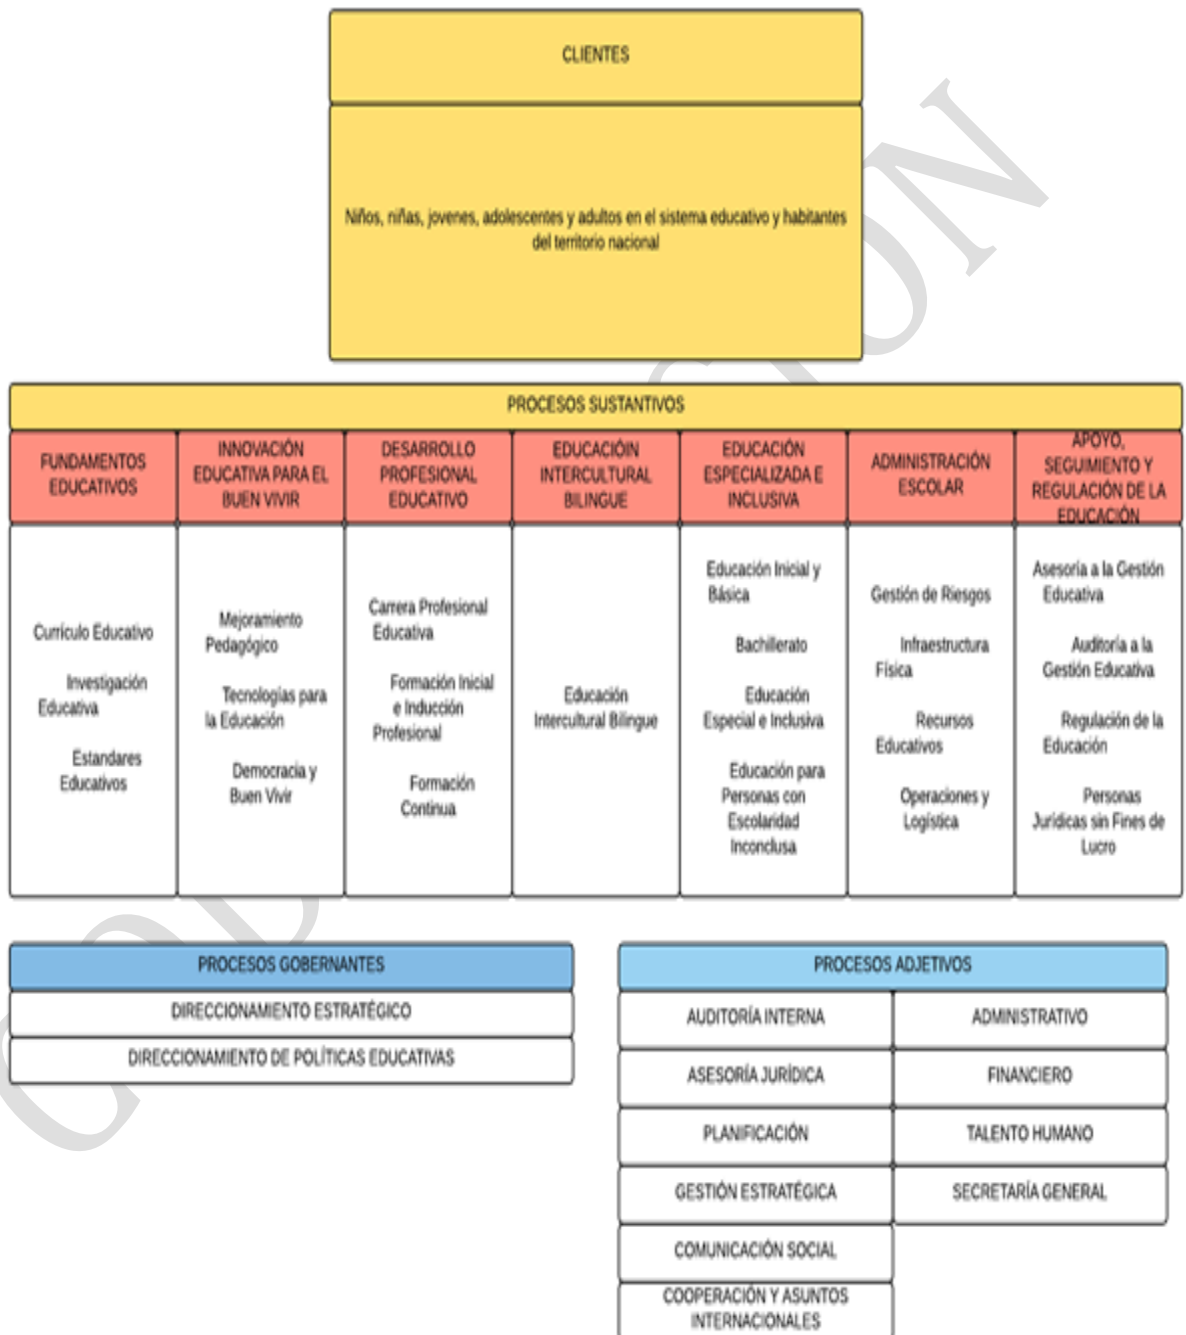 CLIENTES
Niños, niñas, jovenes, adolescentes y adultos en el sistema educativo y habitantes
del territorio nacional
PROCESOS SUSTANTIVOS
FUNDAMENTOS
EDUCATIVOS
INNOVACIÓN
EDUCATIVA PARA EL
BUEN VIVIR
DESARROLLO
PROFESIONAL
EDUCATIVO
EDUCACIÓIN
INTERCULTURAL
BILINGUE
EDUCACIÓN
ESPECIALIZADA E
INCLUSIVA
ADMINISTRACIÓN
ESCOLAR
APOYO,
SEGUIMIENTO Y
REGULACIÓN DE LA
EDUCACIÓN
Currículo Educativo
Investigación
Educativa
Estandares
Educativos
Mejoramiento
Pedagógico
Tecnologías para
la Educación
Democracia y
Buen Vivir
Carrera Profesional
Educativa
Formación Inicial
e Inducción
Profesional
Formación
Continua
Educación
Intercultural Bilingue
Educación Inicial y
Básica
Bachillerato
Educación
Especial e Inclusiva
Educación para
Personas con
Escolaridad
Inconclusa
Gestión de Riesgos
Infraestructura
Física
Recursos
Educativos
Operaciones y
Logística
Asesoría a la Gestión
Educativa
Auditoría a la
Gestión Educativa
Regulación de la
Educación
Personas
Jurídicas sin Fines de
Lucro
PROCESOS GOBERNANTES
DIRECCIONAMIENTO ESTRATÉGICO
DIRECCIONAMIENTO DE POLÍTICAS EDUCATIVAS
PROCESOS ADJETIVOS
AUDITORÍA INTERNA
ADMINISTRATIVO
ASESORÍA JURÍDICA
FINANCIERO
PLANIFICACIÓN
TALENTO HUMANO
GESTIÓN ESTRATÉGICA
SECRETARÍA GENERAL
COMUNICACIÓN SOCIAL
COOPERACIÓN Y ASUNTOS
INTERNACIONALES